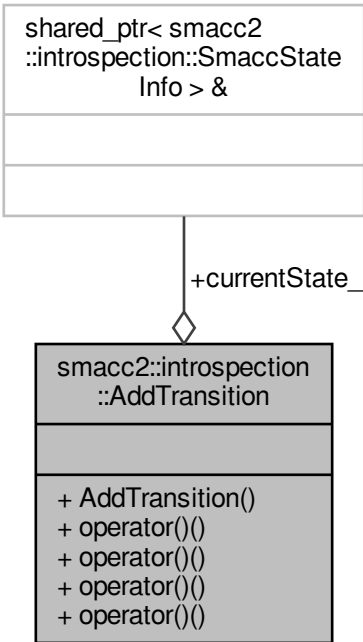 shared_ptr< smacc2
::introspection::SmaccState
Info > &
+currentState_
smacc2::introspection
::AddTransition
+ AddTransition()
+ operator()()
+ operator()()
+ operator()()
+ operator()()